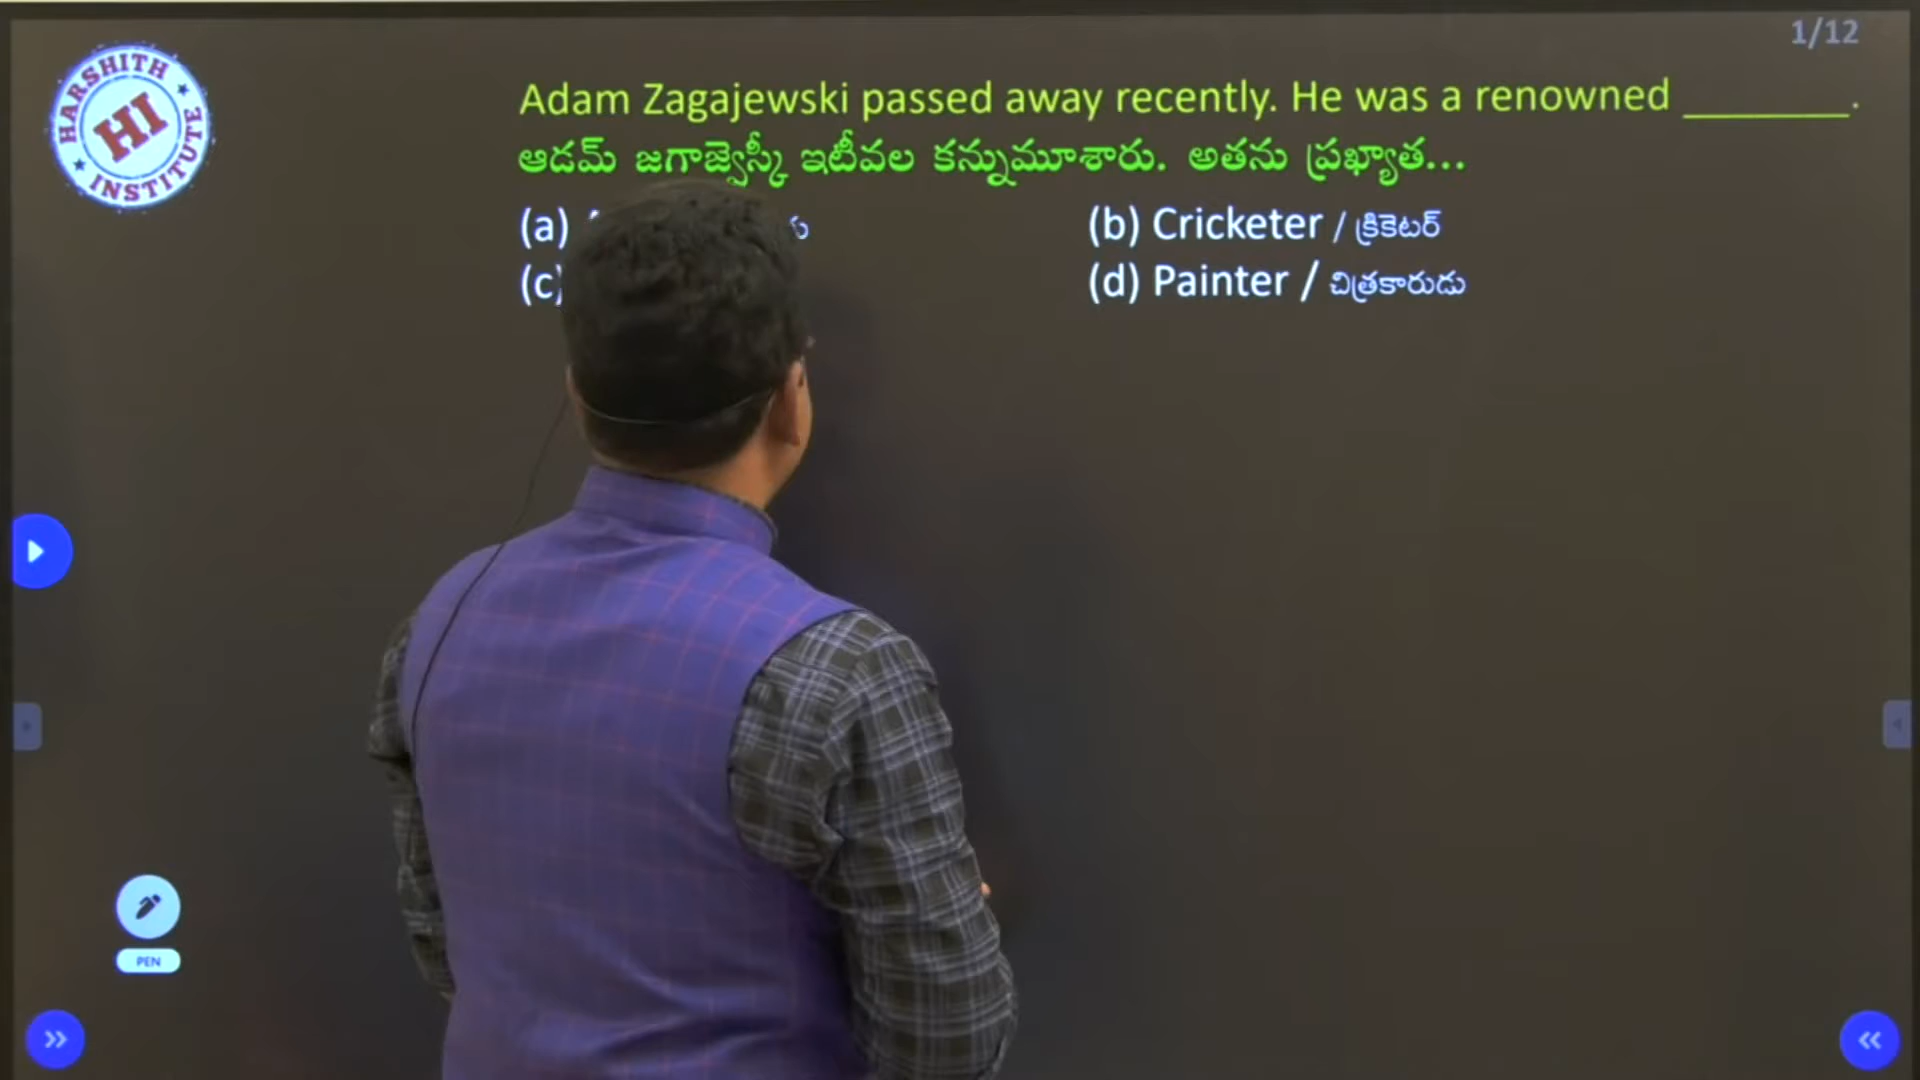 1/12
HARSHITH
HI
INSTITUTE
Adam Zagajewski passed away recently. He was a renowned ________.
ఆడమ్ జగాజ్వెస్కీ ఇటీవల కన్నుమూశారు. అతను ప్రఖ్యాత...
(a)
(b) Cricketer / క్రికెటర్
(c)
(d) Painter / చిత్రకారుడు
PEN